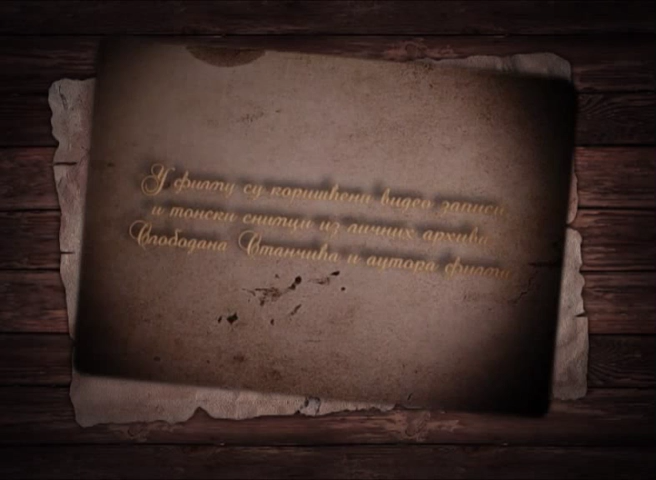 У филму су коришћени видео записи,
и тонски снимци из личних архива
Слободана Станчића и аутора филма